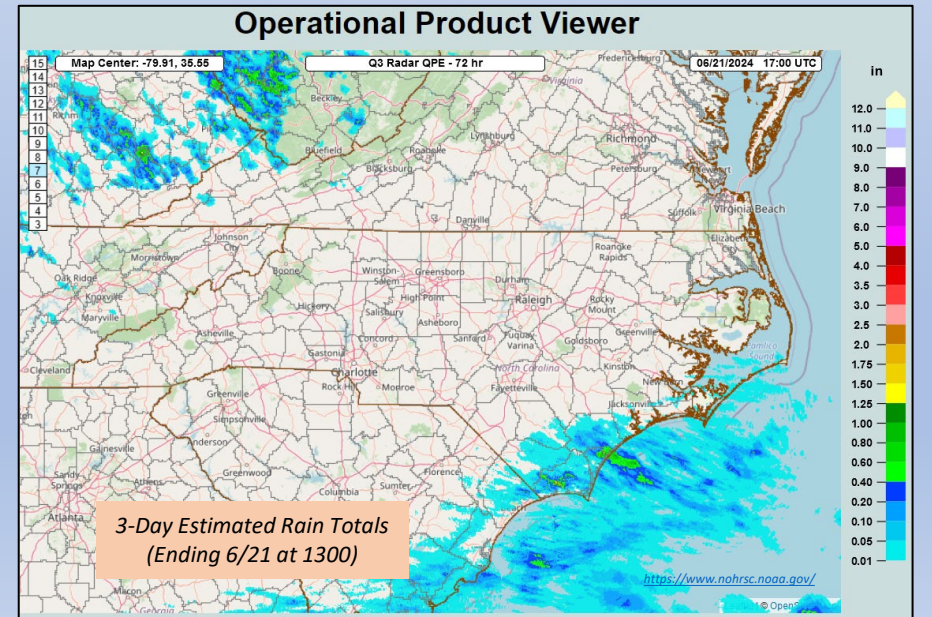 Operational Product Viewer
Map Center: -79.91, 35.55
Q3 Radar QPE - 72 hr
06/21/2024 17:00 UTC
in
15
14
13
12
11
10
9
8
7
6
5
4
3
12.0
11.0
10.0
9.0
8.0
7.0
6.0
5.0
4.0
3.5
3.0
2.5
2.0
1.75
1.50
1.25
1.00
0.80
0.60
0.40
0.20
0.10
0.05
0.01
Fredericksburg
Virginia
Beckley
Richmond
Lynchburg
Bluefield
Roanoke
Blacksburg
Petersburg
Suffolk
Virginia Beach
Danville
Elizabeth
City
Johnson
City
Morristown
Roanoke
Rapids
Oak Ridge
Boone
Winston-
Salem
Greensboro
Durham
Knoxville
High Point
Raleigh
Rocky
Mount
Maryville
Hickory
Salisbury
Asheboro
Asheville
Concord
Sanford
Fuquay
Varina
Goldsboro
Greenville
Pamlico
Sound
Gastonia
Kinston
Cleveland
Charlotte
North Carolina
New Bern
Rock Hill
Monroe
Fayetteville
Greenville
Jacksonville
Simpsonville
Anderson
Gainesville
Florence
Sandy
Springs
Athens
Greenwood
Columbia
Sumter
Atlanta
3-Day Estimated Rain Totals
(Ending 6/21 at 1300)
https://www.nohrsc.noaa.gov/
Macon
Georgia